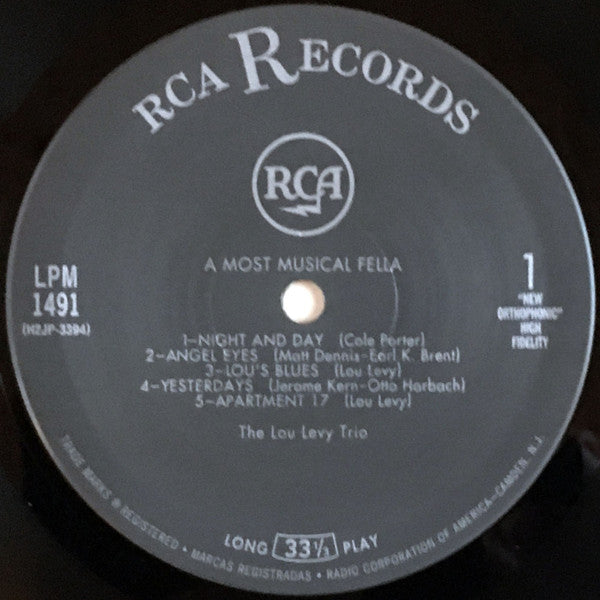 RCA RECORDS
RCA
A MOST MUSICAL FELLA
LPM
1491
(H2JP-3394)
1
"NEW
ORTHOPHONIC"
HIGH
FIDELITY
1–NIGHT AND DAY (Cole Porter)
2–ANGEL EYES (Matt Dennis–Earl K. Brent)
3–LOU'S BLUES (Lou Levy)
4–YESTERDAYS (Jerome Kern–Otto Harbach)
5–APARTMENT 17 (Lou Levy)
The Lou Levy Trio
LONG 33⅓ PLAY
TRADE MARKS ® REGISTERED • MARCAS REGISTRADAS • RADIO CORPORATION OF AMERICA—CAMDEN, N.J.